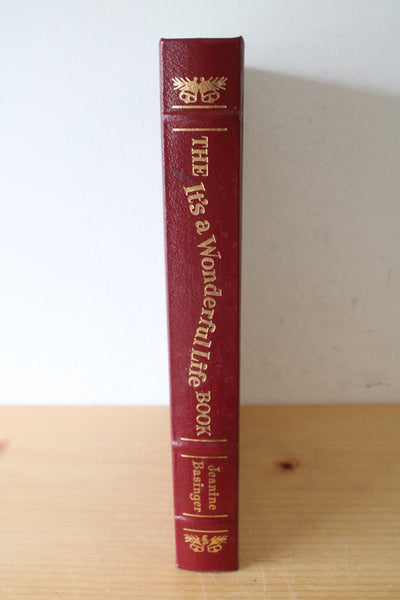 THE It's a Wonderful Life BOOK
Jeanine
Basinger